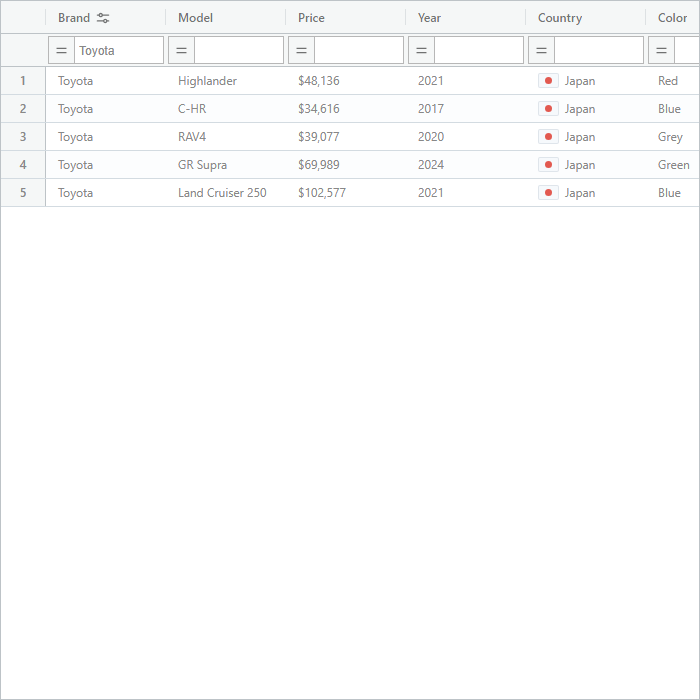 Brand Model Price Year Country Color
= Toyota = = = = =
1 Toyota Highlander $48,136 2021 Japan Red
2 Toyota C-HR $34,616 2017 Japan Blue
3 Toyota RAV4 $39,077 2020 Japan Grey
4 Toyota GR Supra $69,989 2024 Japan Green
5 Toyota Land Cruiser 250 $102,577 2021 Japan Blue